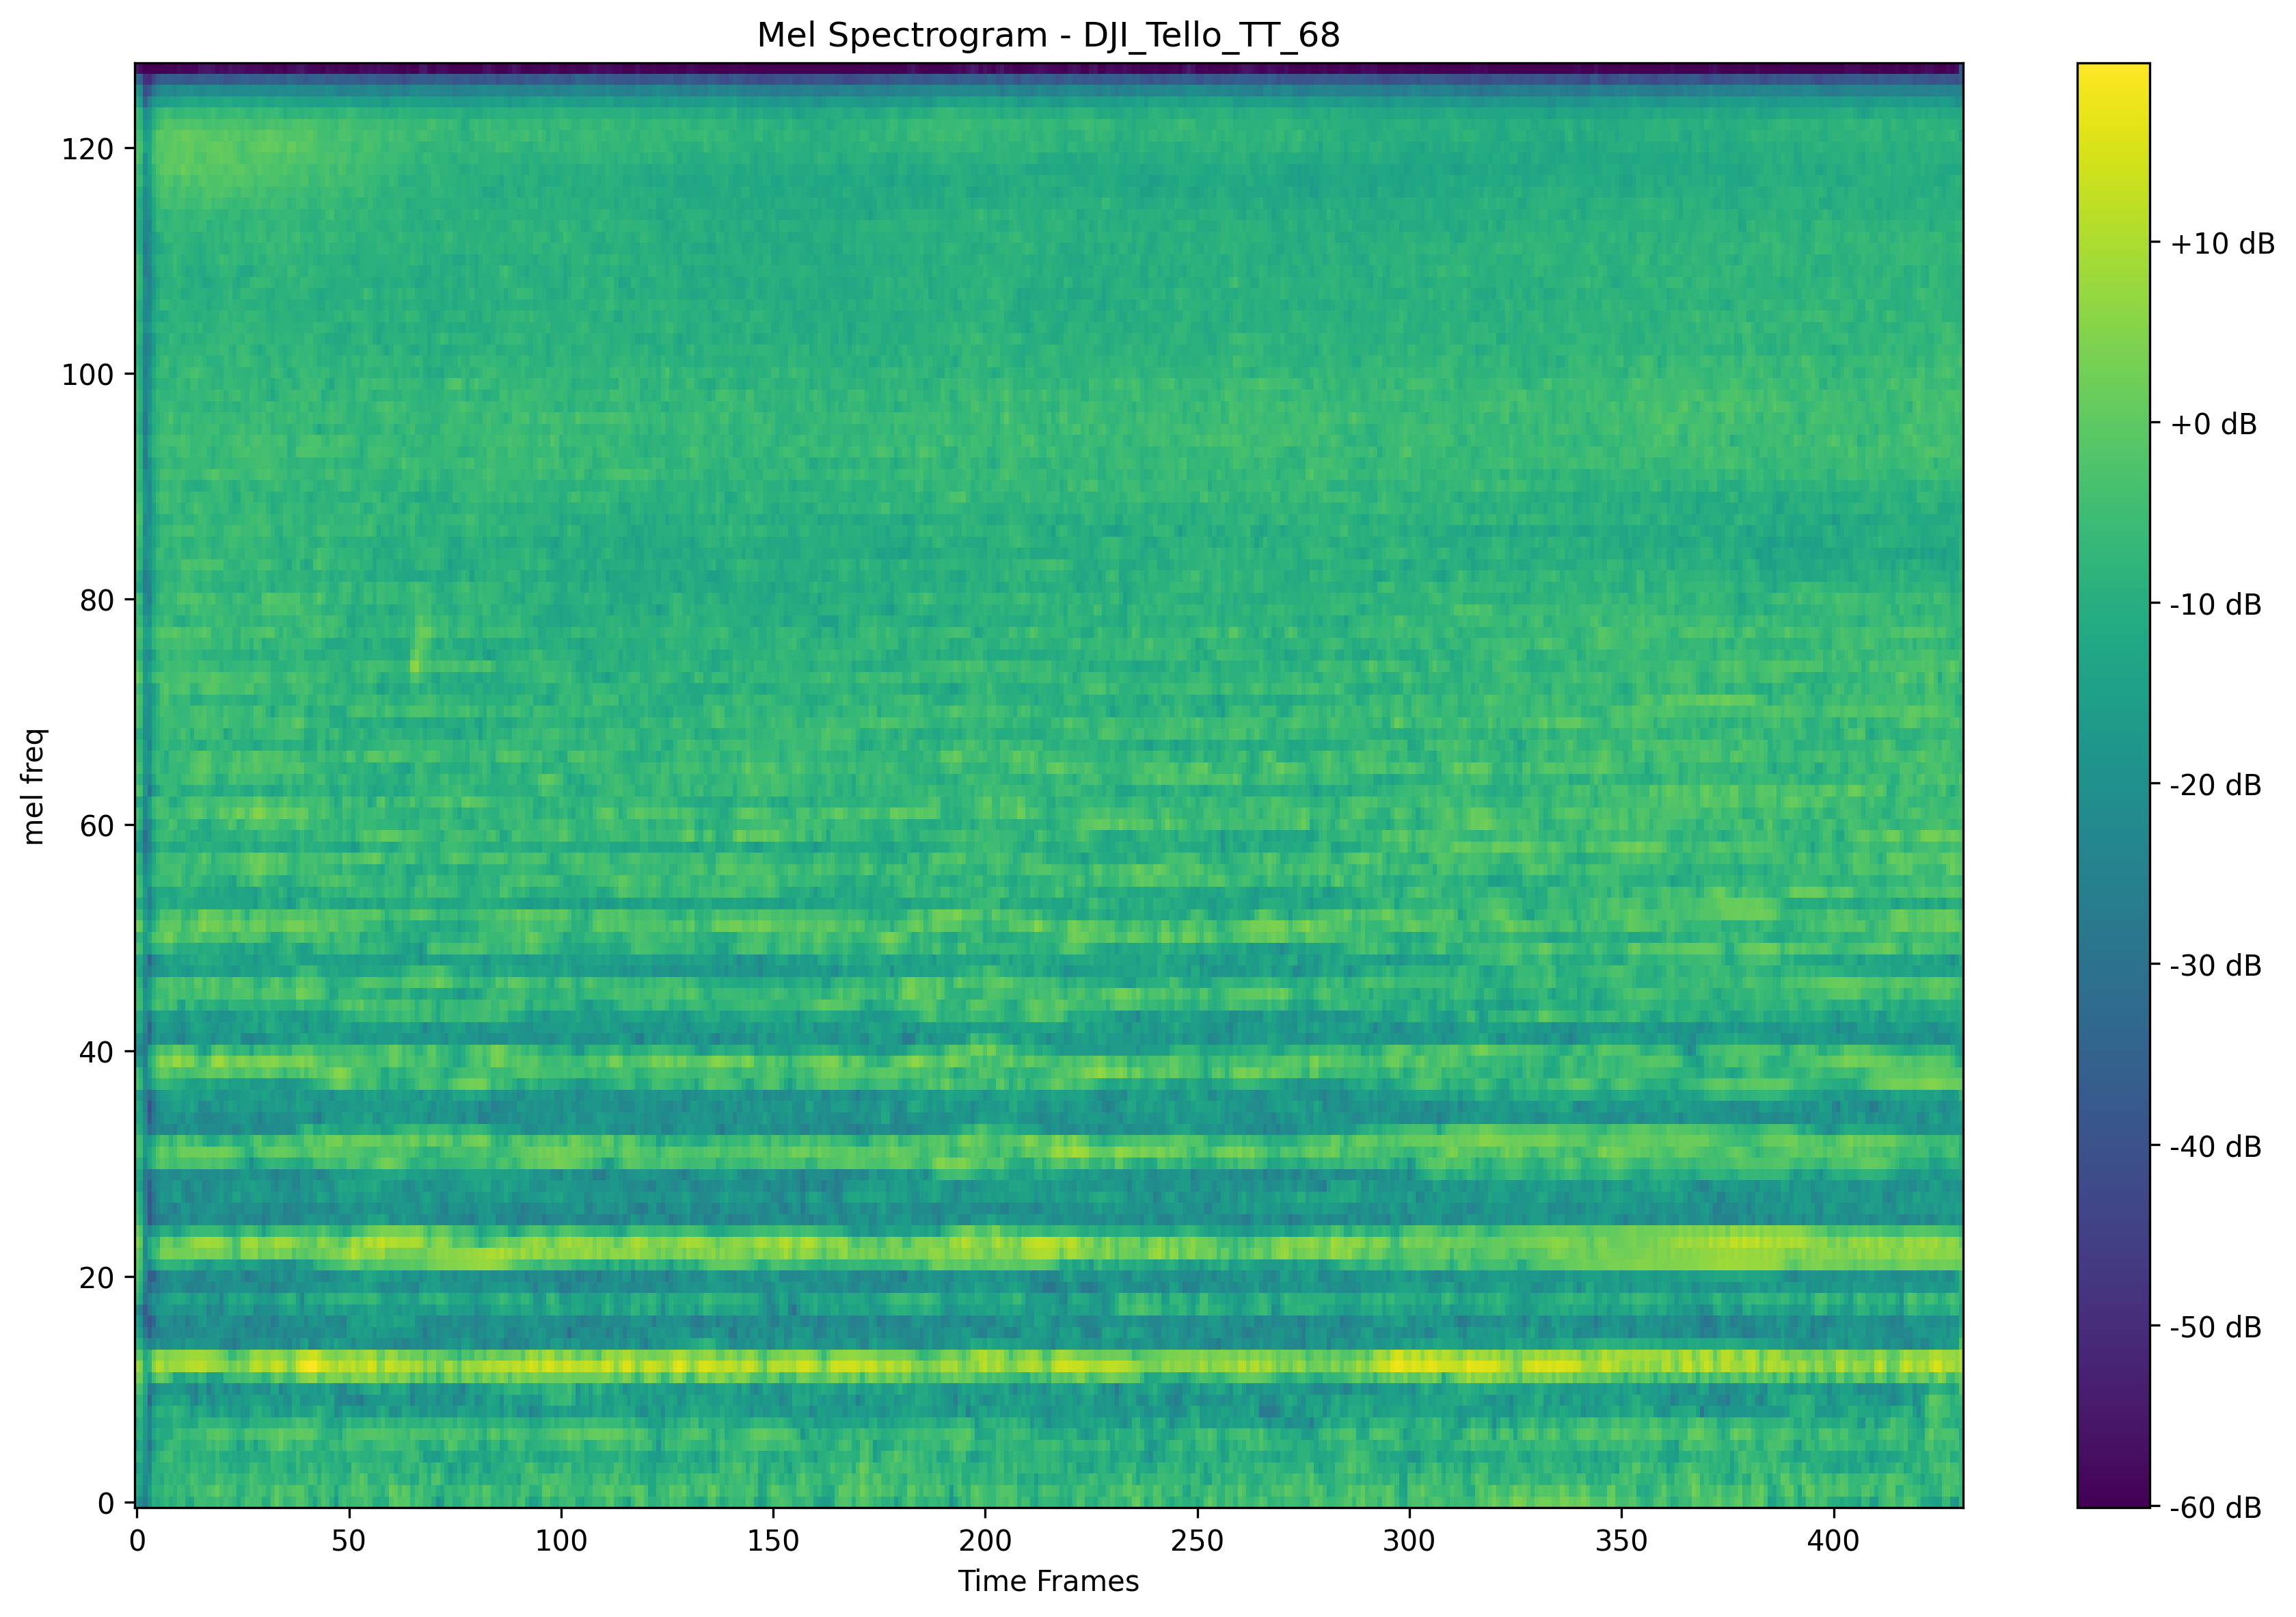 Mel Spectrogram - DJI_Tello_TT_68
mel freq
120
100
80
60
40
20
0
0 50 100 150 200 250 300 350 400
Time Frames
+10 dB
+0 dB
-10 dB
-20 dB
-30 dB
-40 dB
-50 dB
-60 dB